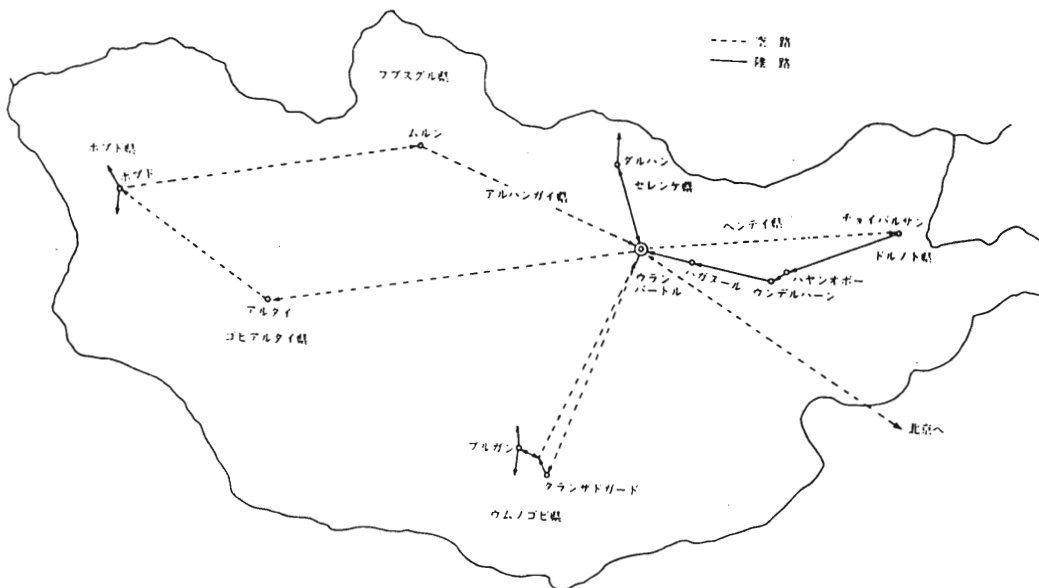 空路
陸路
フブスグル県
ムルン
ダルハン
セレンゲ県
ホブト県
ホブド
アルハンガイ県
ヘンテイ県
チョイバルサン
ドルノト県
ハヤンオボー
ウンデルハーン
バガヌール
ウラン
バートル
アルタイ
ゴビアルタイ県
北京へ
ブルガン
ダランザドガード
ウムノゴビ県